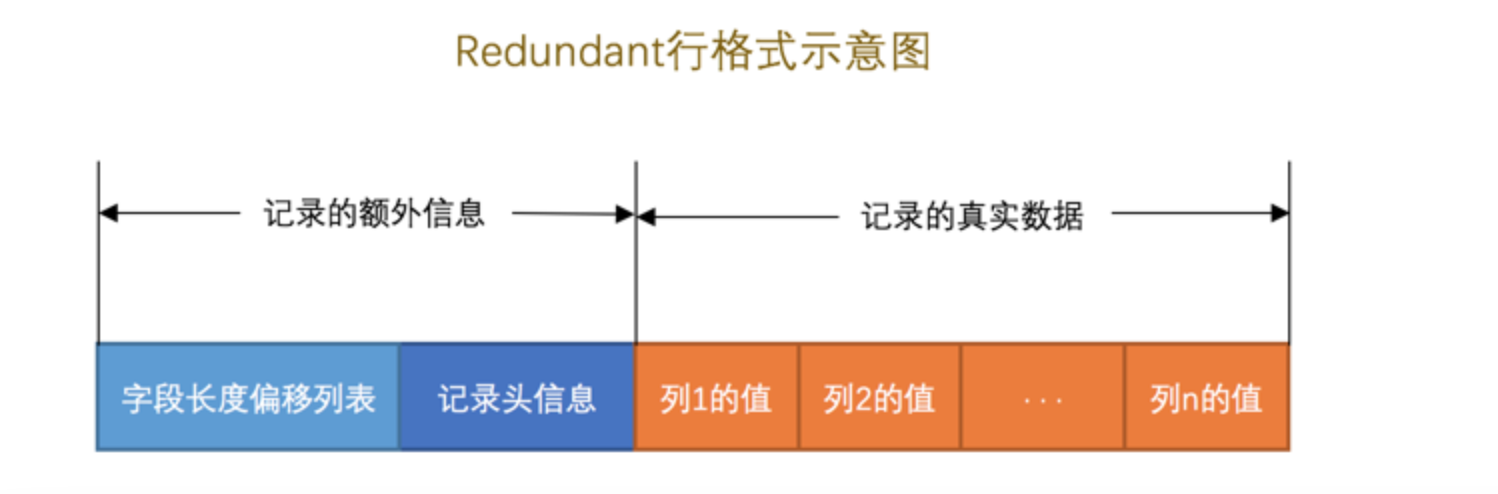 Redundant行格式示意图
记录的额外信息
记录的真实数据
字段长度偏移列表
记录头信息
列1的值
列2的值
...
列n的值